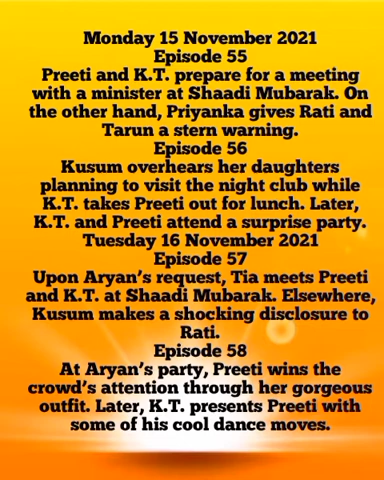 Monday 15 November 2021
Episode 55
Preeti and K.T. prepare for a meeting
with a minister at Shaadi Mubarak. On
the other hand, Priyanka gives Rati and
Tarun a stern warning.
Episode 56
Kusum overhears her daughters
planning to visit the night club while
K.T. takes Preeti out for lunch. Later,
K.T. and Preeti attend a surprise party.
Tuesday 16 November 2021
Episode 57
Upon Aryan's request, Tia meets Preeti
and K.T. at Shaadi Mubarak. Elsewhere,
Kusum makes a shocking disclosure to
Rati.
Episode 58
At Aryan's party, Preeti wins the
crowd's attention through her gorgeous
outfit. Later, K.T. presents Preeti with
some of his cool dance moves.